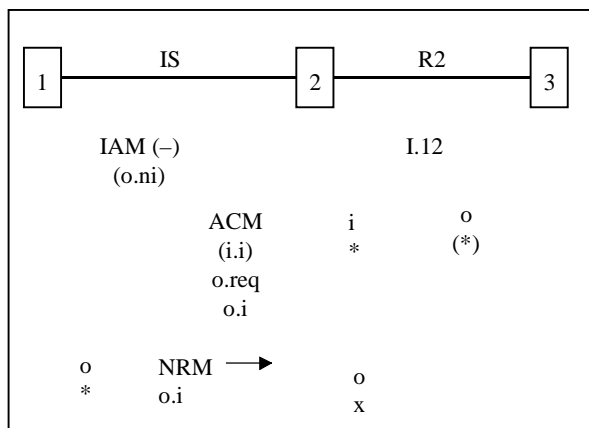 IS R2
1 2 3
IAM (–) I.12
(o.ni)
ACM i o
(i.i) * (*)
o.req
o.i
o NRM
* o.i
o
x